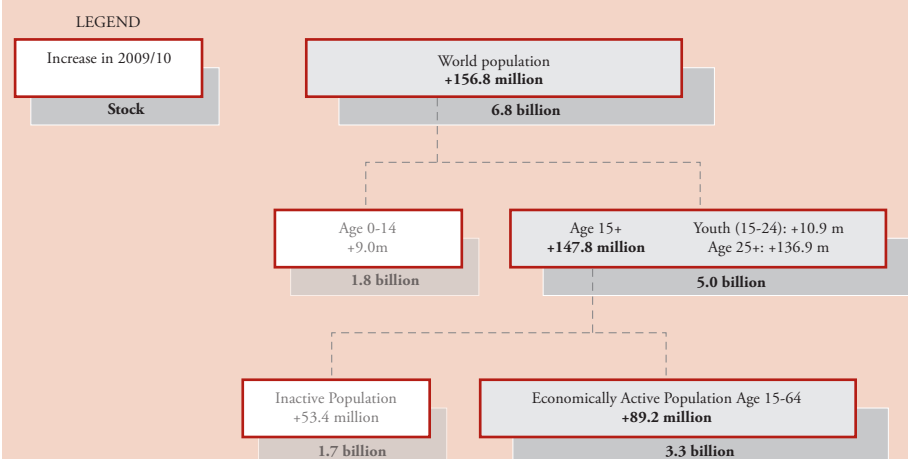 LEGEND
Increase in 2009/10
Stock
World population
+156.8 million
6.8 billion
Age 0-14
+9.0m
1.8 billion
Age 15+
+147.8 million
Youth (15-24): +10.9 m
Age 25+: +136.9 m
5.0 billion
Inactive Population
+53.4 million
1.7 billion
Economically Active Population Age 15-64
+89.2 million
3.3 billion